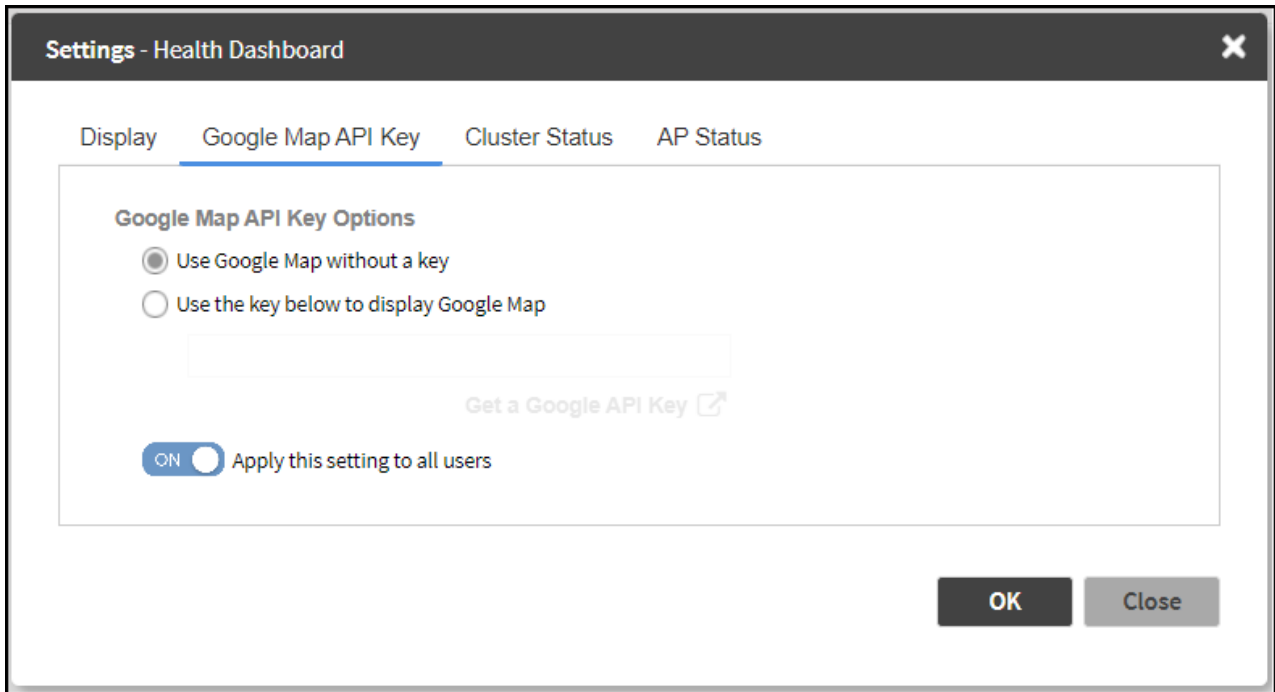 Settings - Health Dashboard
Display Google Map API Key Cluster Status AP Status
Google Map API Key Options
Use Google Map without a key
Use the key below to display Google Map
Get a Google API Key
ON Apply this setting to all users
OK Close